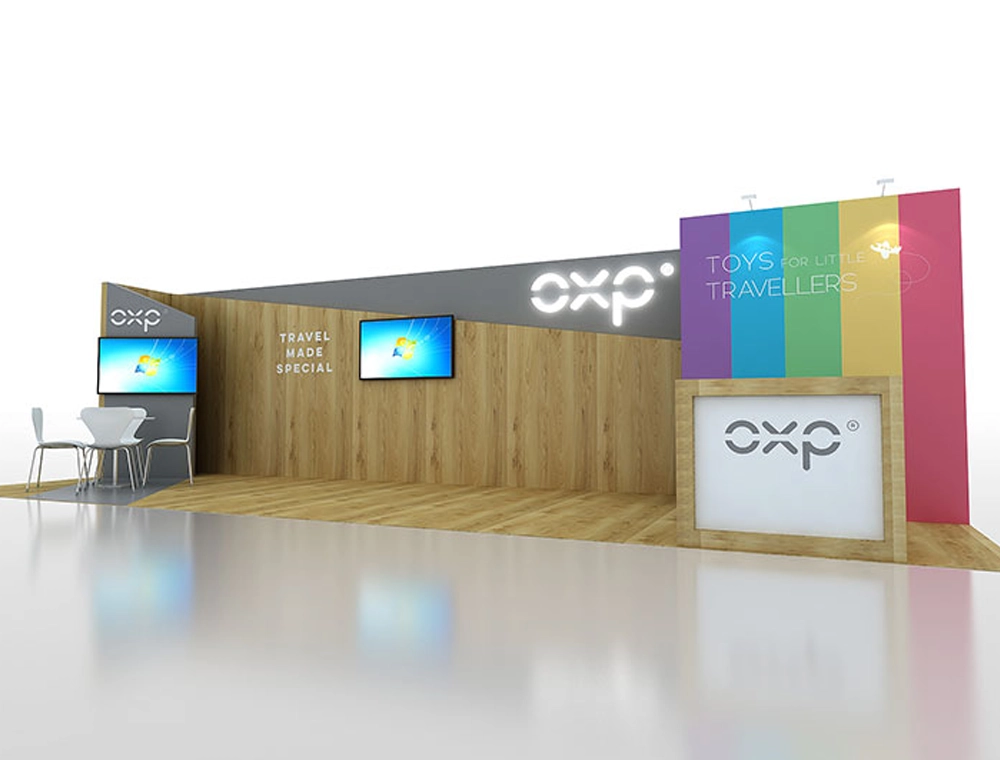 oxp
TRAVEL
MADE
SPECIAL
oxp
TOYS FOR LITTLE
TRAVELLERS
oxp®